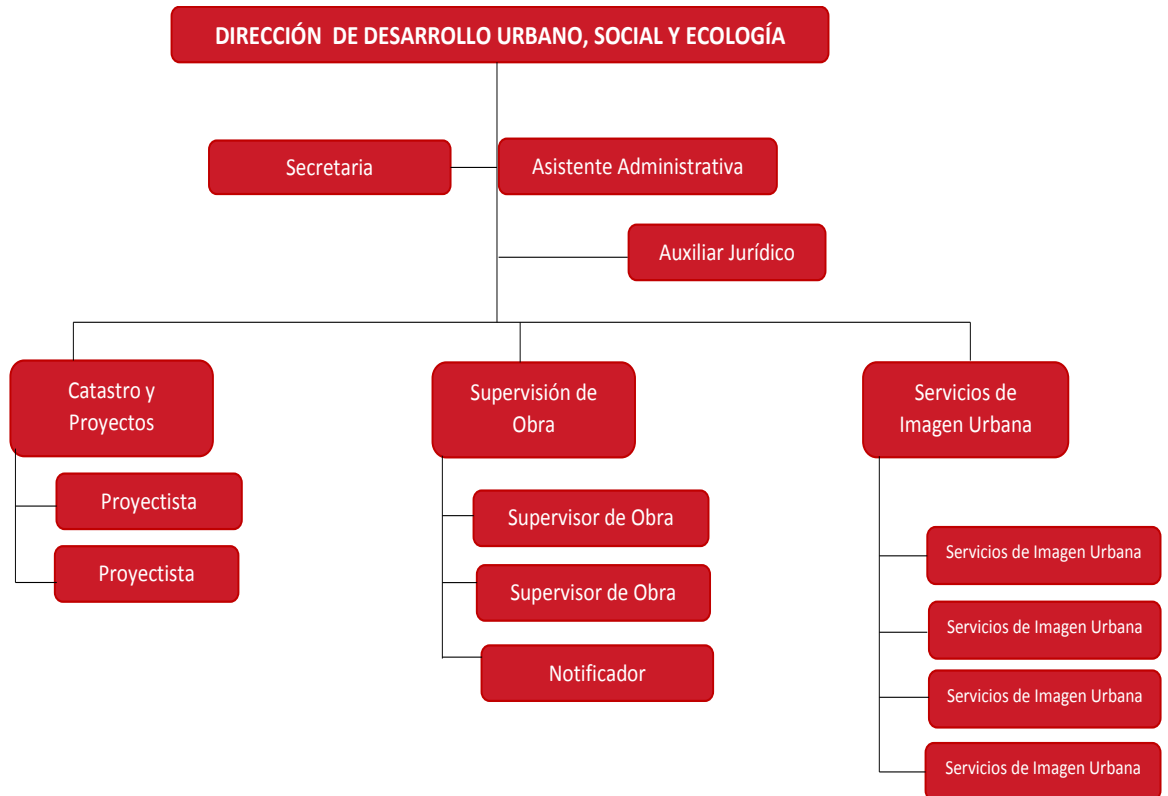 DIRECCIÓN DE DESARROLLO URBANO, SOCIAL Y ECOLOGÍA
Secretaria
Asistente Administrativa
Auxiliar Jurídico
Catastro y
Proyectos
Proyectista
Proyectista
Supervisión de
Obra
Supervisor de Obra
Supervisor de Obra
Notificador
Servicios de
Imagen Urbana
Servicios de Imagen Urbana
Servicios de Imagen Urbana
Servicios de Imagen Urbana
Servicios de Imagen Urbana